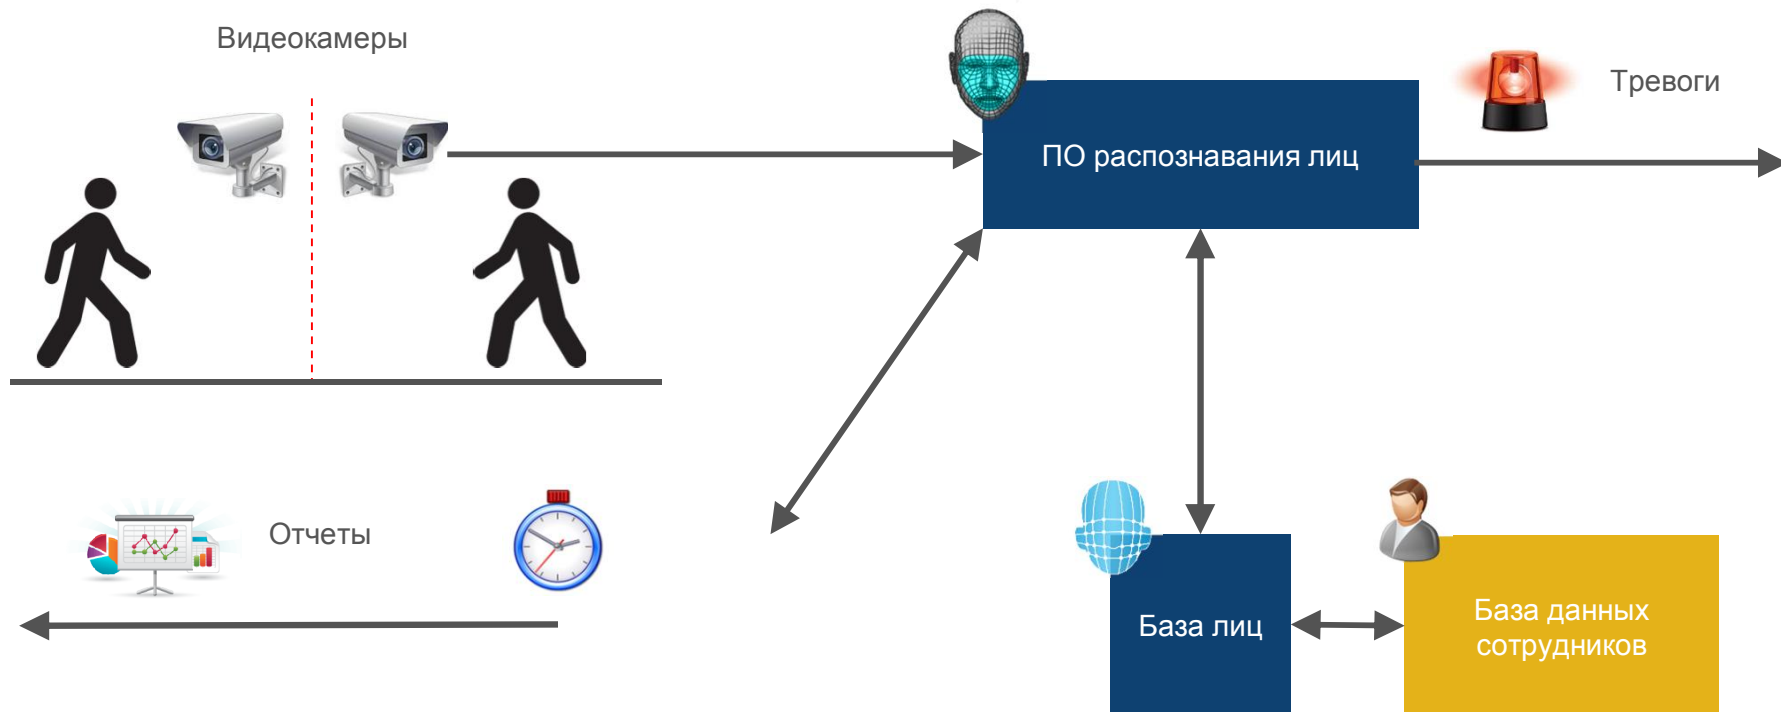 Видеокамеры
Тревоги
ПО распознавания лиц
Отчеты
База лиц
База данных
сотрудников